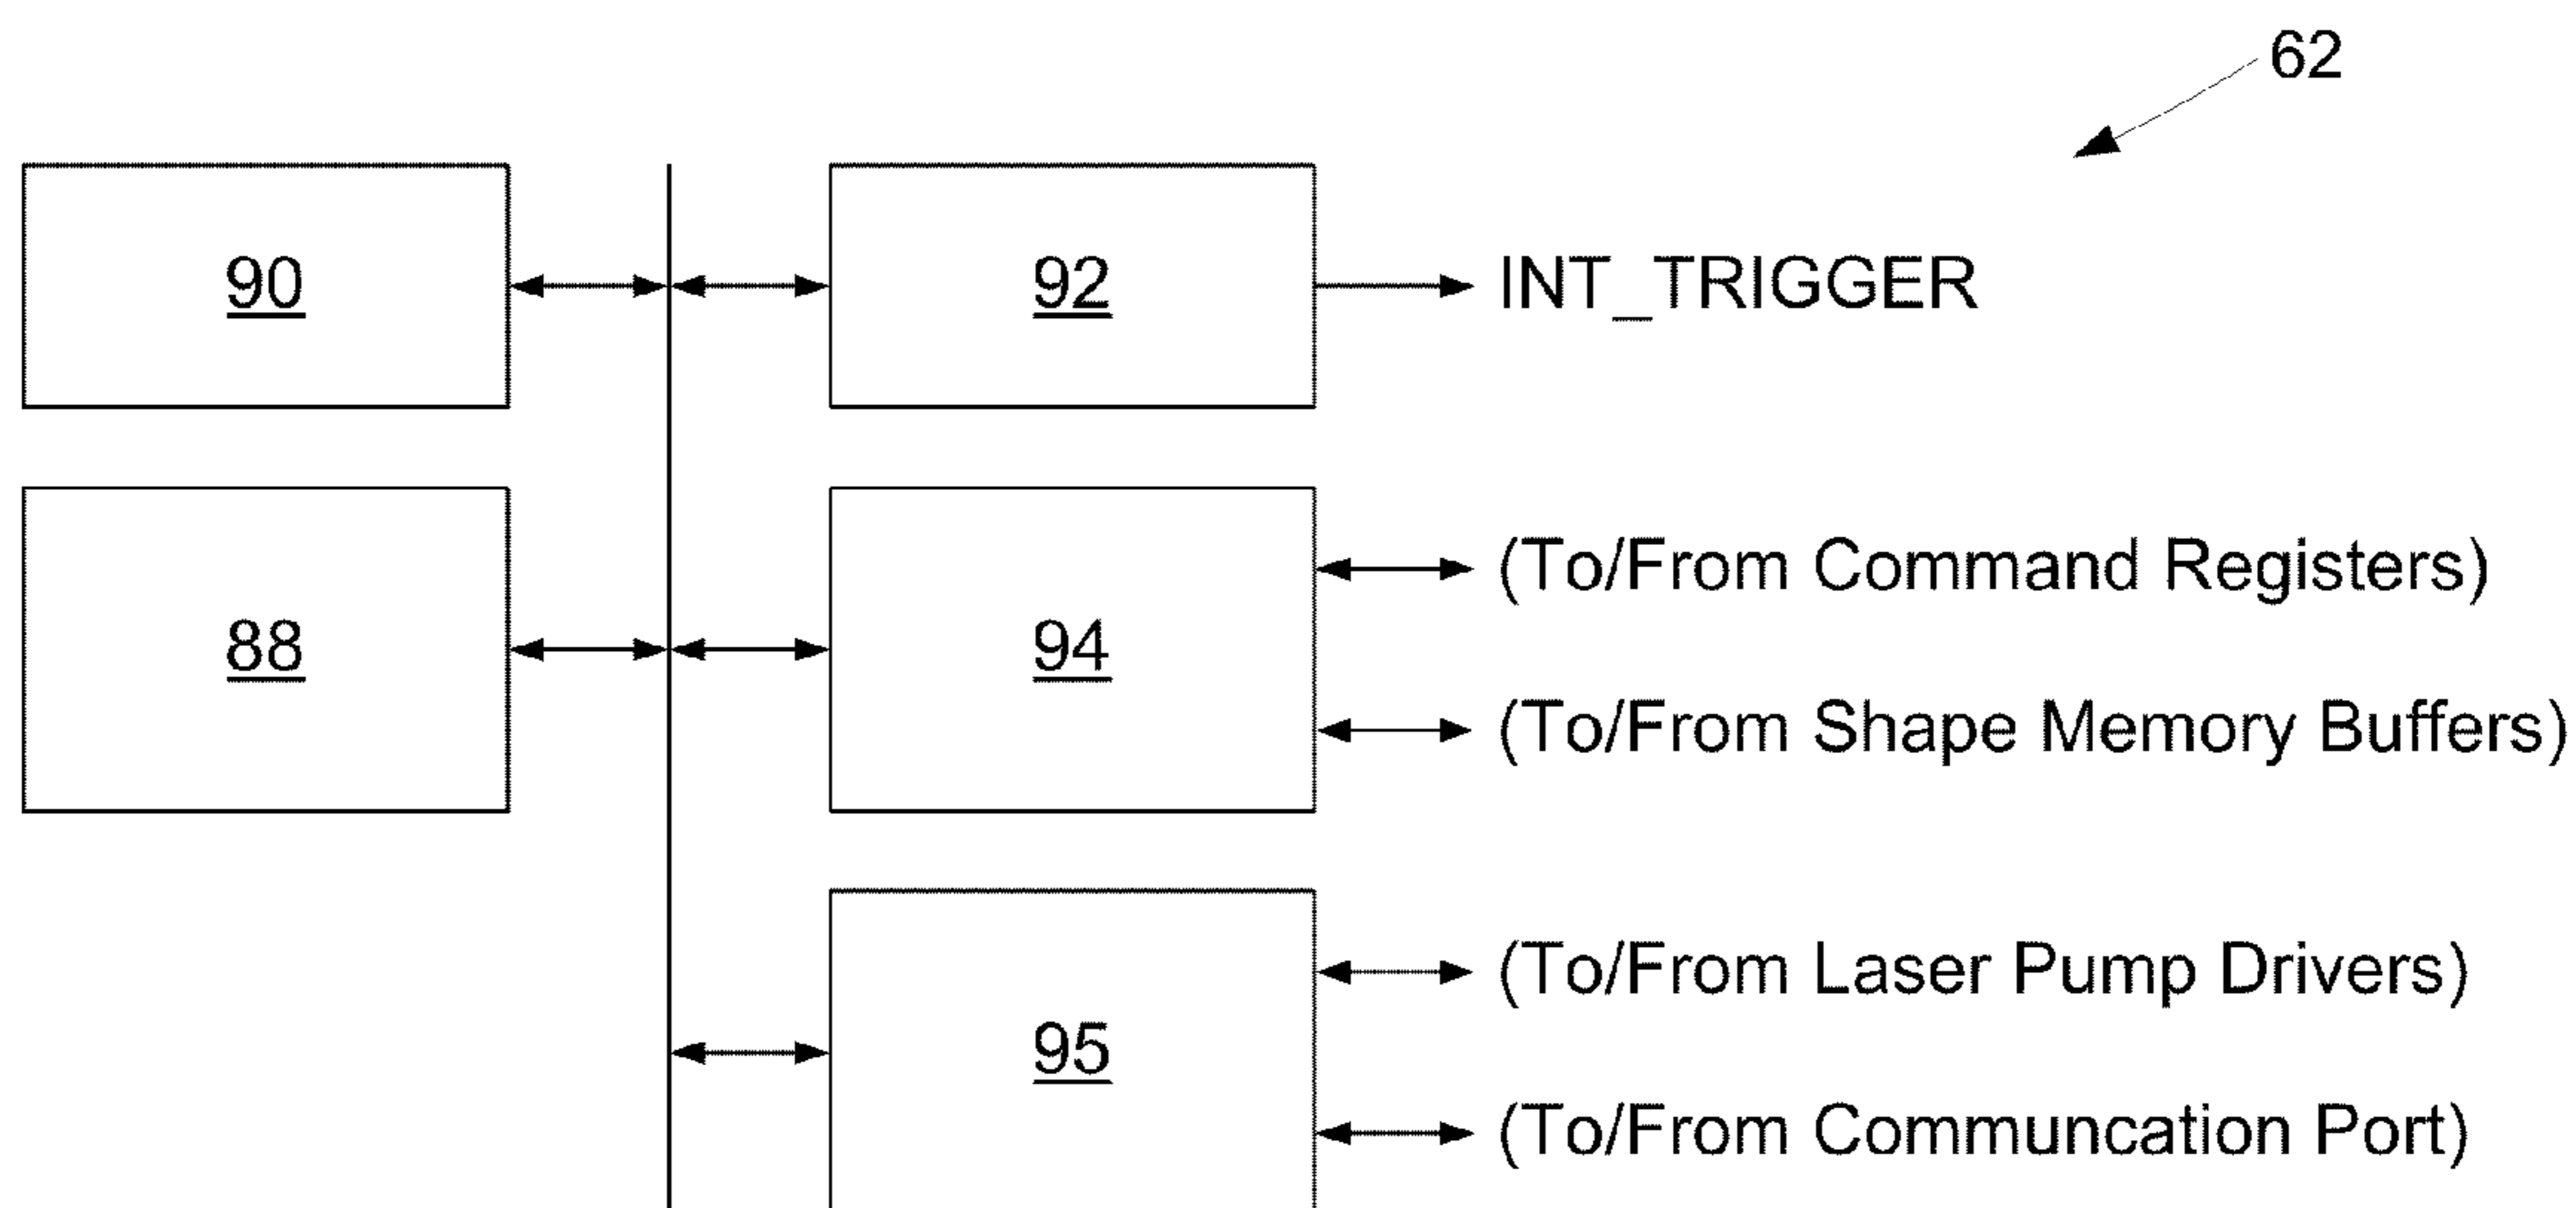 62
90
92
INT_TRIGGER
88
94
(To/From Command Registers)
(To/From Shape Memory Buffers)
95
(To/From Laser Pump Drivers)
(To/From Communcation Port)